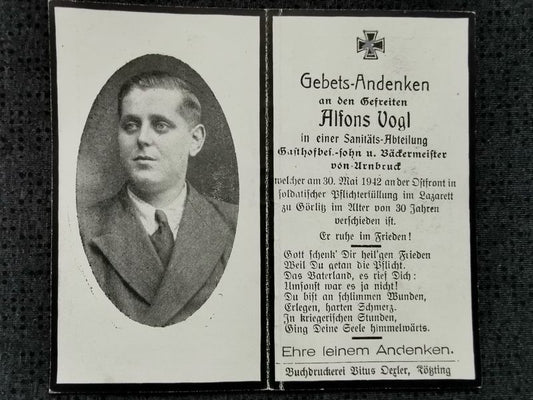 Gebets-Andenken
an den Gefreiten
Alfons Vogl
in einer Sanitäts-Abteilung
Gasthofbes.-sohn u. Bäckermeister
von Arnbruck
welcher am 30. Mai 1942 an der Ostfront in
soldatischer Pflichterfüllung im Lazarett
zu Görlitz im Alter von 30 Jahren
verschieden ist.
Er ruhe im Frieden!
Gott schenk' Dir heil'gen Frieden
Weil Du getan die Pflicht.
Das Vaterland, es rief Dich:
Umsonst war es ja nicht!
Du bist an schlimmen Wunden,
Erlegen, harten Schmerz.
In kriegerischen Stunden,
Ging Deine Seele himmelwärts.
Ehre seinem Andenken.
Buchdruckerei Vitus Oexler, Kötzting